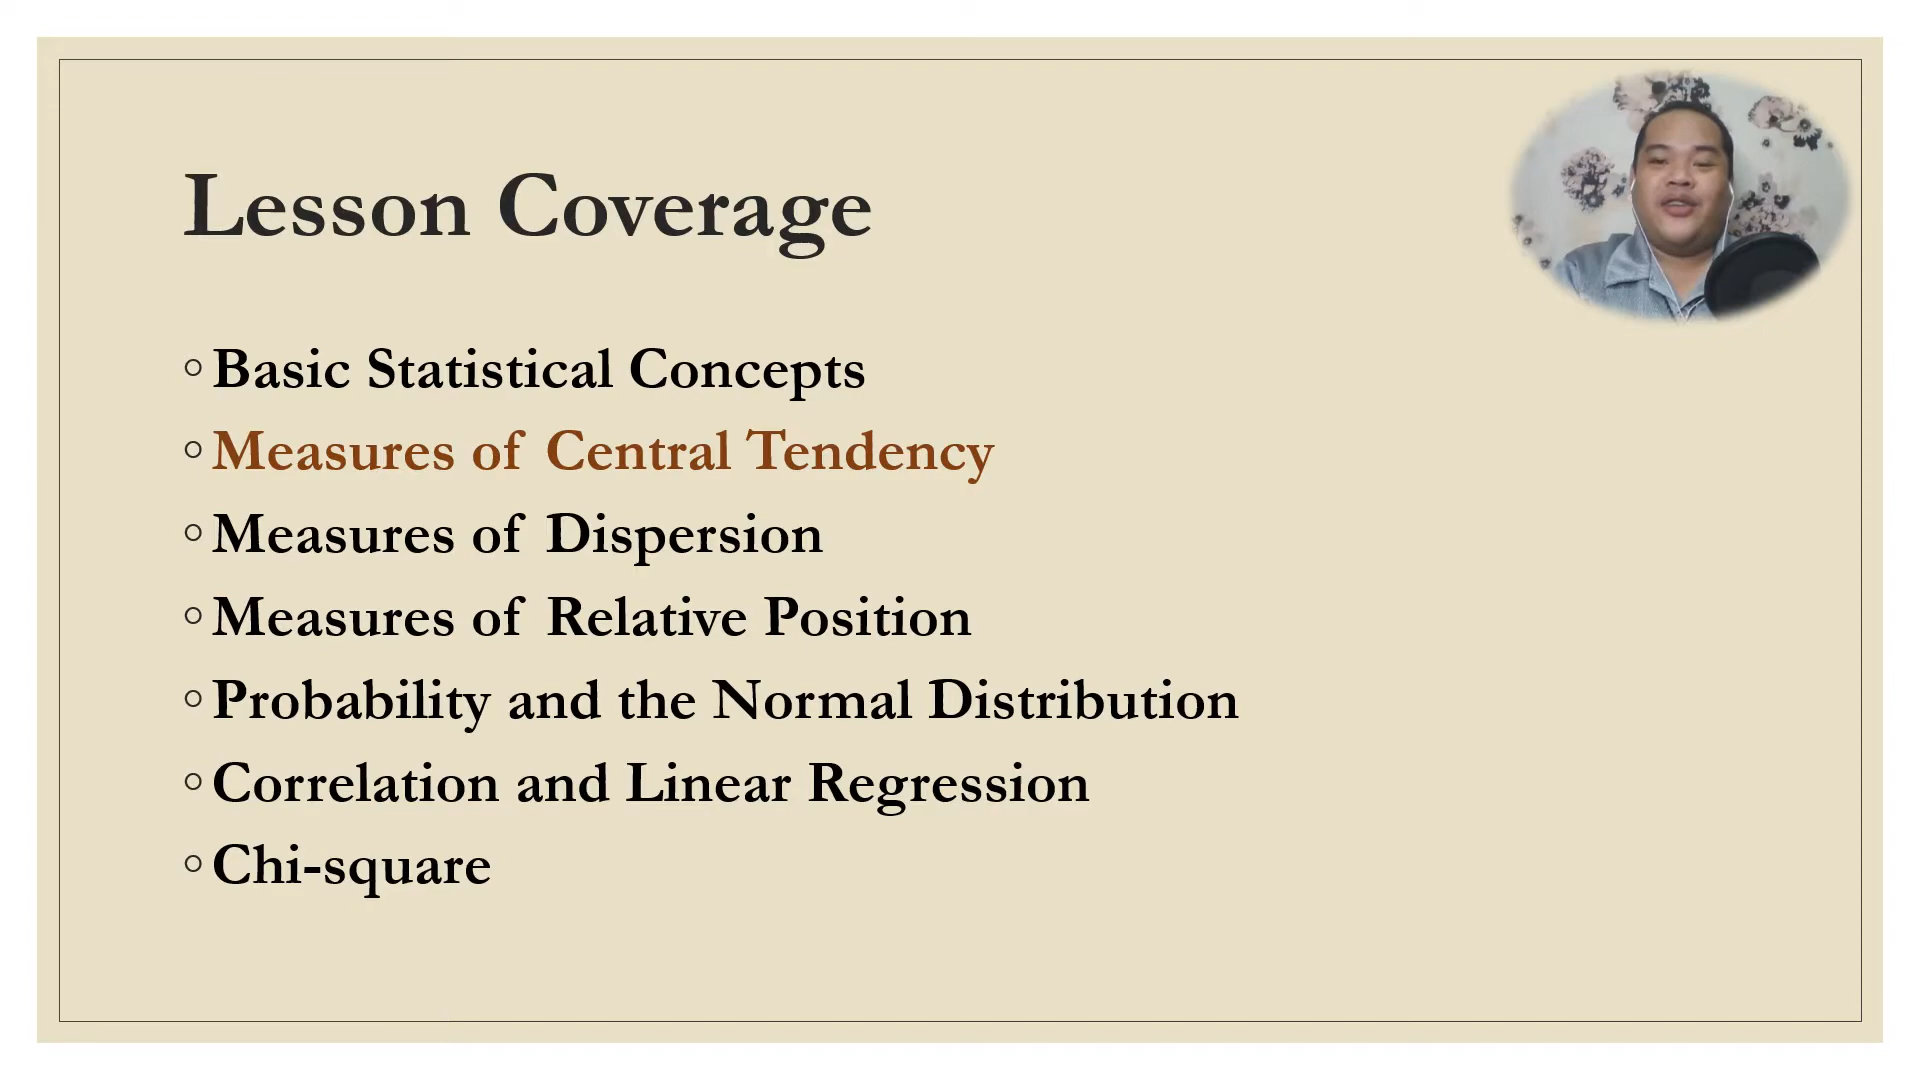 Lesson Coverage
Basic Statistical Concepts
Measures of Central Tendency
Measures of Dispersion
Measures of Relative Position
Probability and the Normal Distribution
Correlation and Linear Regression
Chi-square